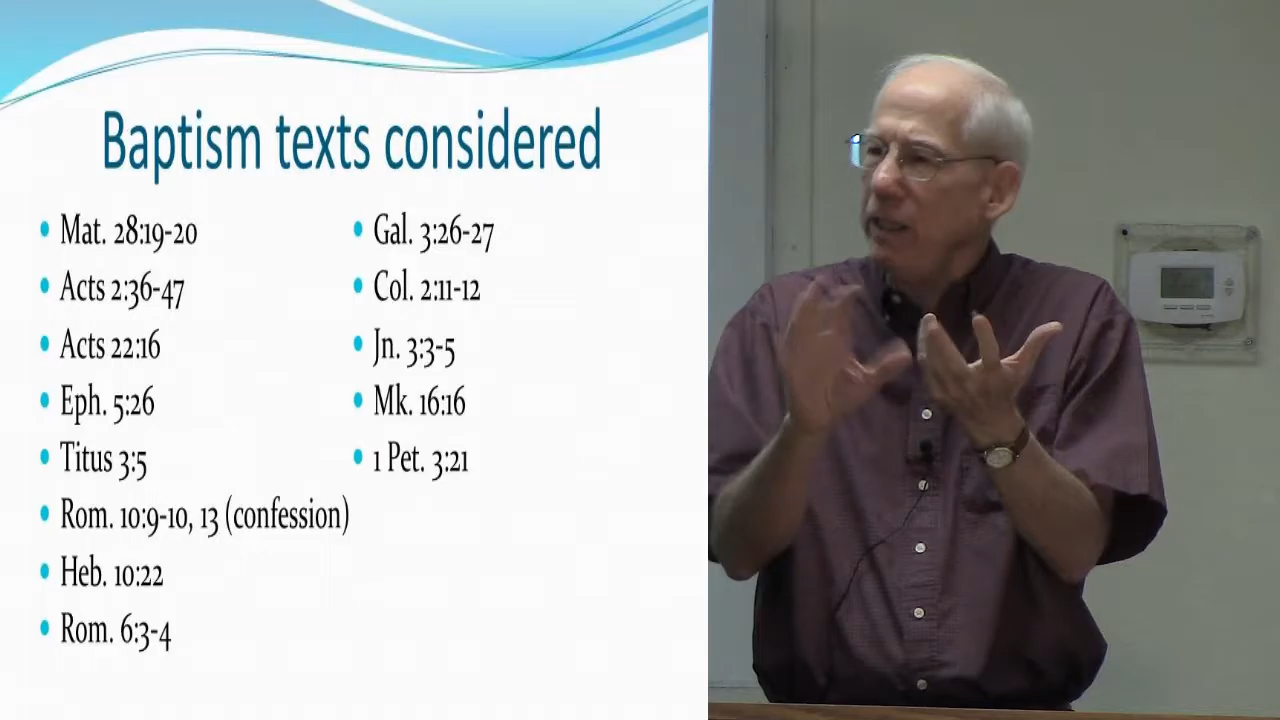 Baptism texts considered
• Mat. 28:19-20
• Acts 2:36-47
• Acts 22:16
• Eph. 5:26
• Titus 3:5
• Rom. 10:9-10, 13 (confession)
• Heb. 10:22
• Rom. 6:3-4
• Gal. 3:26-27
• Col. 2:11-12
• Jn. 3:3-5
• Mk. 16:16
• 1 Pet. 3:21